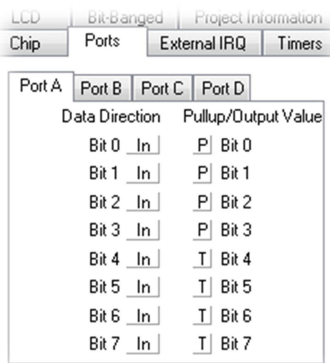 LCD Bit-Banged Project Information
Chip Ports External IRQ Timers
Port A Port B Port C Port D
Data Direction Pullup/Output Value
Bit 0 In P Bit 0
Bit 1 In P Bit 1
Bit 2 In P Bit 2
Bit 3 In P Bit 3
Bit 4 In T Bit 4
Bit 5 In T Bit 5
Bit 6 In T Bit 6
Bit 7 In T Bit 7